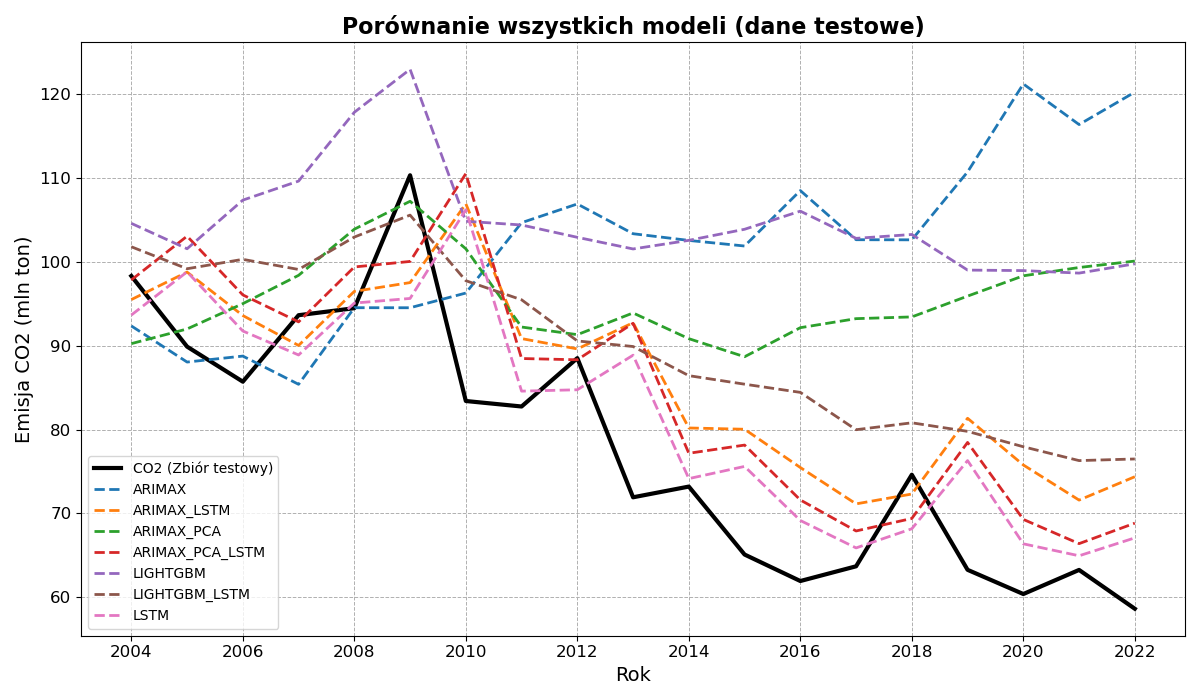 Porównanie wszystkich modeli (dane testowe)
Emisja CO2 (mln ton)
120
110
100
90
80
70
60
CO2 (Zbiór testowy)
ARIMAX
ARIMAX_LSTM
ARIMAX_PCA
ARIMAX_PCA_LSTM
LIGHTGBM
LIGHTGBM_LSTM
LSTM
2004 2006 2008 2010 2012 2014 2016 2018 2020 2022
Rok